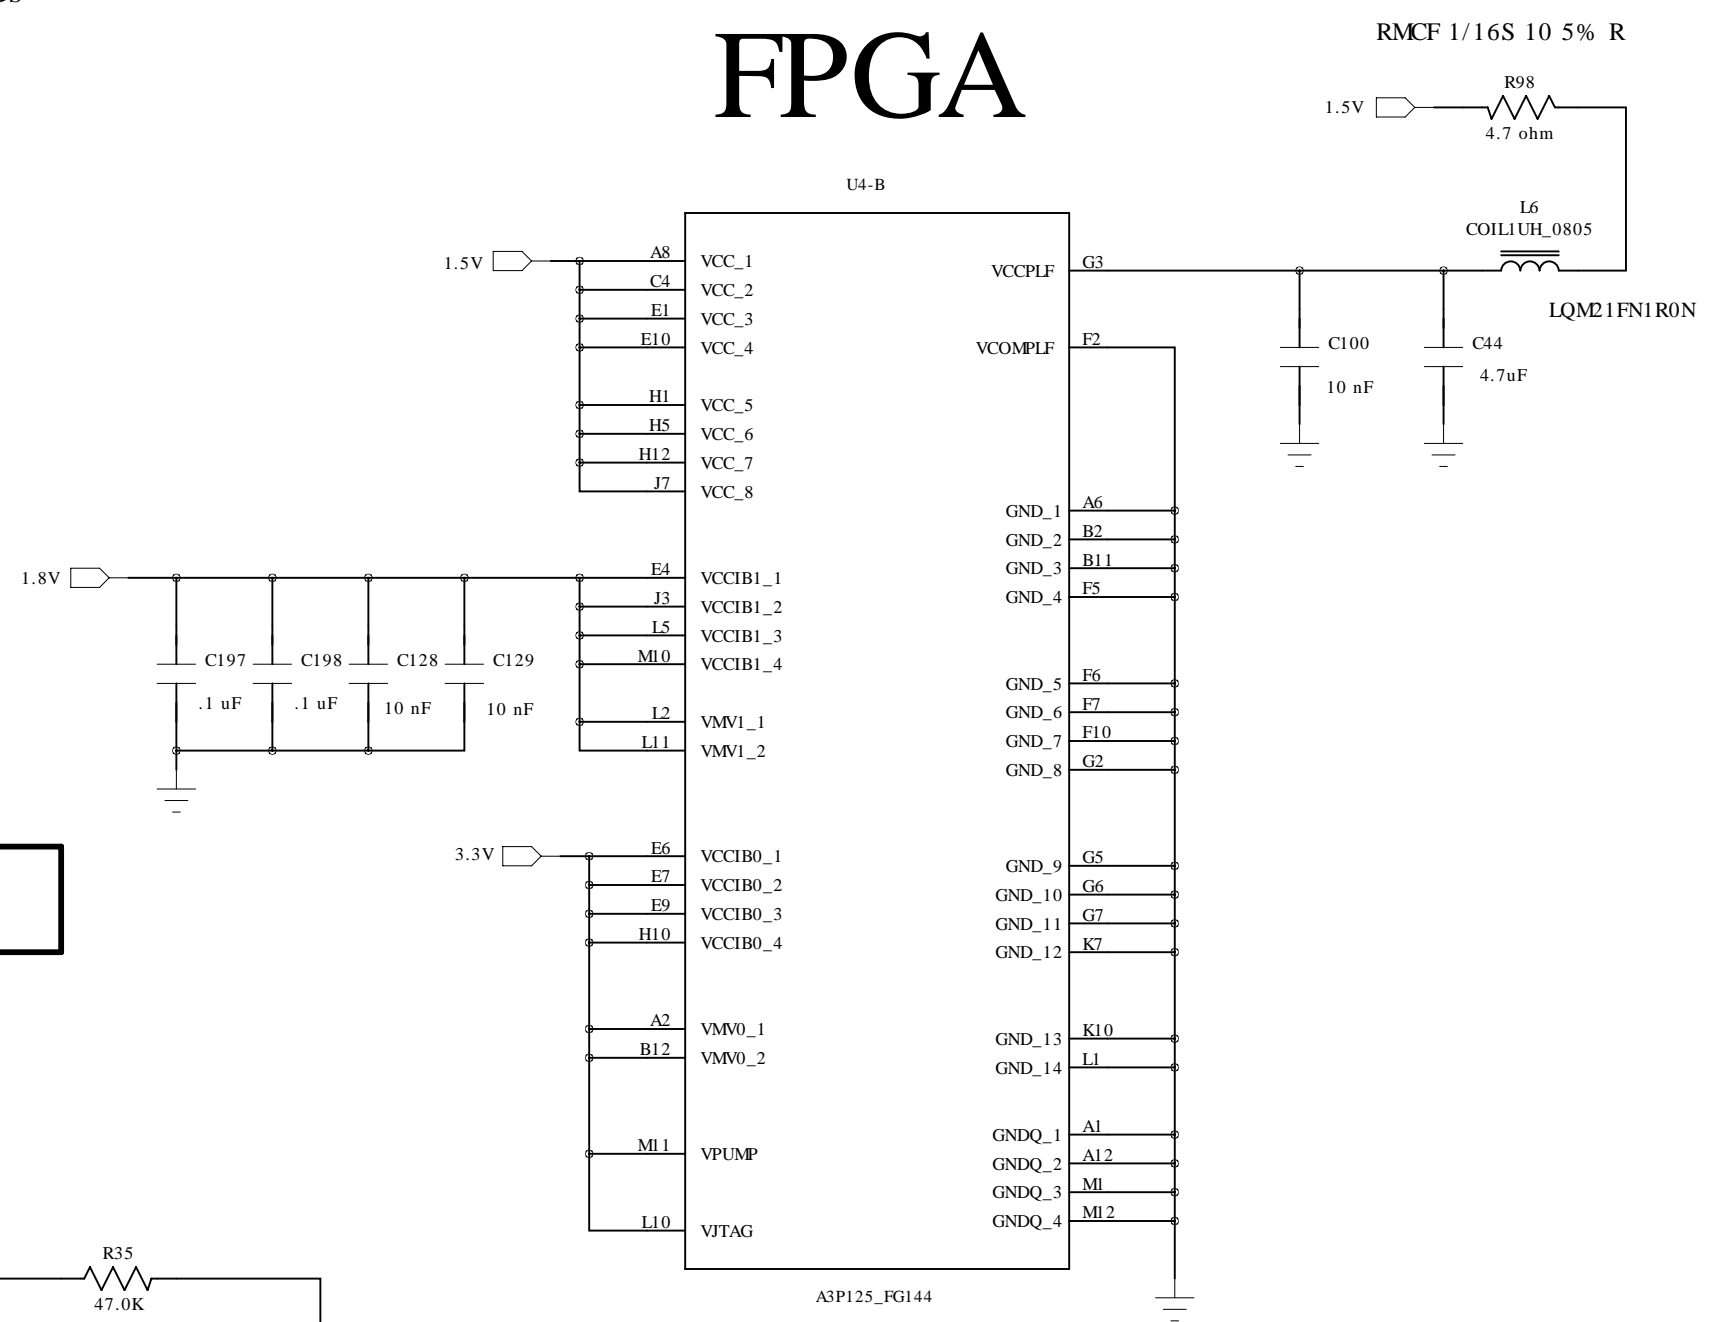 FPGA
RMCF 1/16S 10 5% R
R98
1.5V
4.7 ohm
U4-B
L6
COIL1UH_0805
LQM21FN1R0N
1.5V
A8 VCC_1
C4 VCC_2
E1 VCC_3
E10 VCC_4
H1 VCC_5
H5 VCC_6
H12 VCC_7
J7 VCC_8
VCCPLF G3
VCOMPLF F2
C100
10 nF
C44
4.7uF
1.8V
E4 VCCIB1_1
J3 VCCIB1_2
L5 VCCIB1_3
M10 VCCIB1_4
L2 VMV1_1
L11 VMV1_2
C197 C198 C128 C129
.1 uF .1 uF 10 nF 10 nF
3.3V
E6 VCCIB0_1
E7 VCCIB0_2
E9 VCCIB0_3
H10 VCCIB0_4
A2 VMV0_1
B12 VMV0_2
M11 VPUMP
L10 VJTAG
GND_1 A6
GND_2 B2
GND_3 B11
GND_4 F5
GND_5 F6
GND_6 F7
GND_7 F10
GND_8 G2
GND_9 G5
GND_10 G6
GND_11 G7
GND_12 K7
GND_13 K10
GND_14 L1
GNDQ_1 A1
GNDQ_2 A12
GNDQ_3 M1
GNDQ_4 M12
A3P125_FG144
R35
47.0K